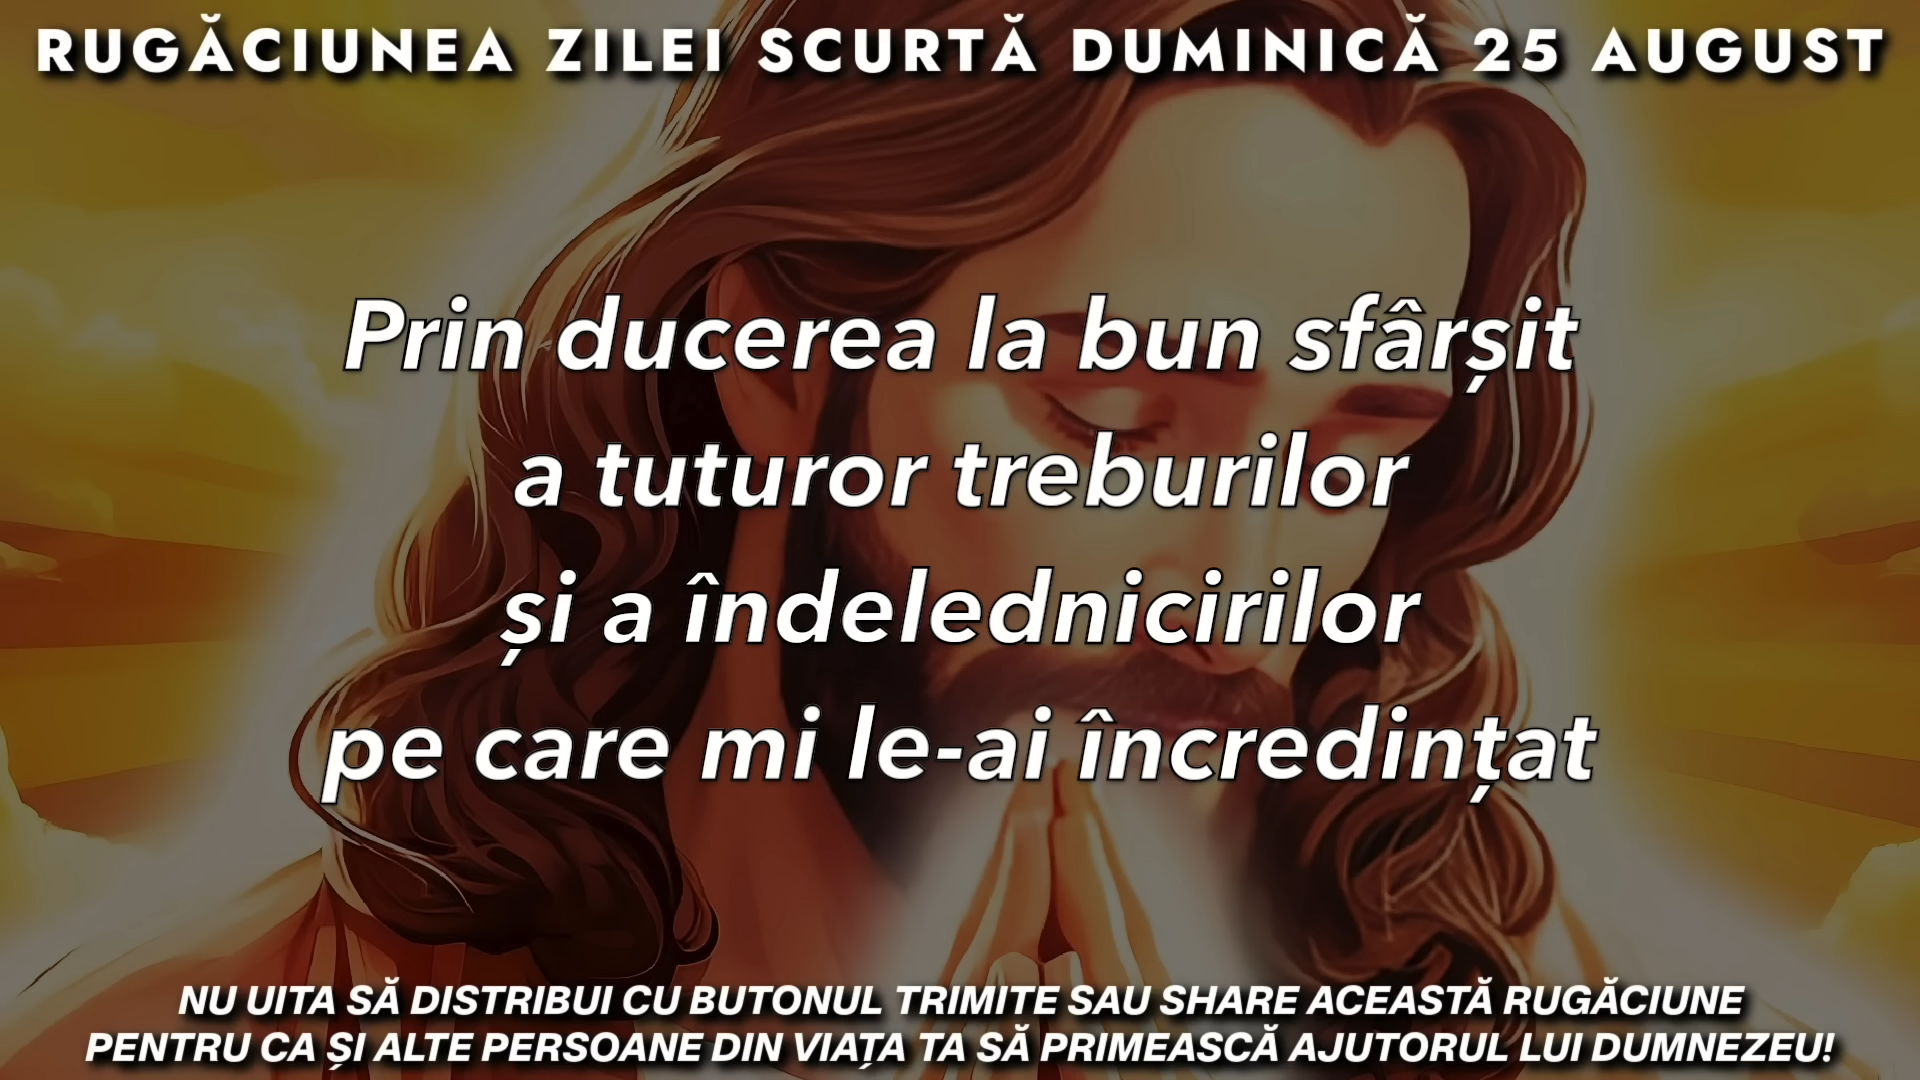 RUGĂCIUNEA ZILEI SCURTĂ DUMINICĂ 25 AUGUST
Prin ducerea la bun sfârșit
a tuturor treburilor
și a îndelednicirilor
pe care mi le-ai încredințat
NU UITA SĂ DISTRIBUI CU BUTONUL TRIMITE SAU SHARE ACEASTĂ RUGĂCIUNE
PENTRU CA ȘI ALTE PERSOANE DIN VIAȚA TA SĂ PRIMEASCĂ AJUTORUL LUI DUMNEZEU!